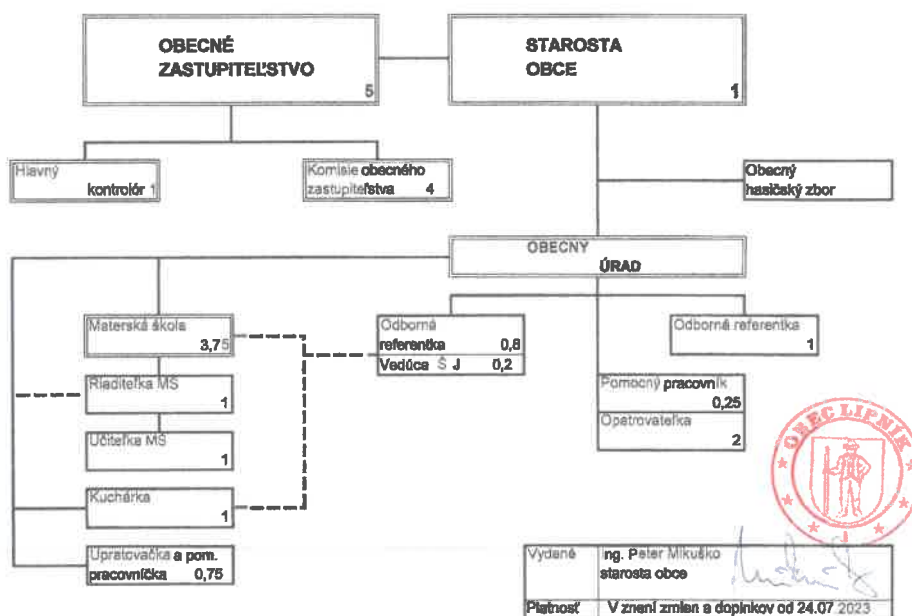 OBECNÉ
ZASTUPITEĽSTVO
5
STAROSTA
OBCE
1
Hlavný
kontrolór 1
Komisie obecného
zastupiteľstva 4
Obecný
hasičský zbor
OBECNÝ
ÚRAD
Materská škola
3,75
Riaditeľka MŠ
1
Učiteľka MŠ
1
Kuchárka
1
Upratovačka a pom.
pracovníčka 0,75
Odborná
referentka 0,8
Vedúca Š J 0,2
Odborná referentka
1
Pomocný pracovník
0,25
Opatrovateľka
2
OBEC LIPNÍK
1
Vydané Ing. Peter Mikuško
starosta obce
Platnosť V znení zmien a doplnkov od 24.07.2023